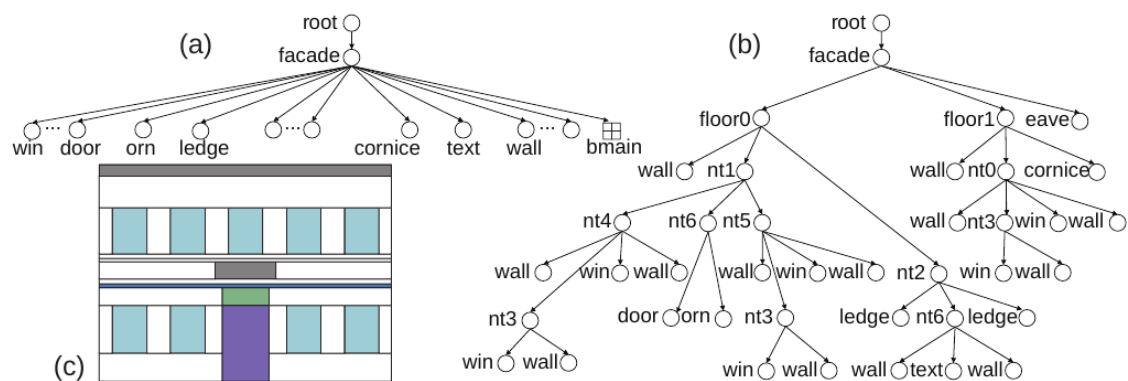 (a)
root
facade
win ... door orn ledge ... cornice text wall ... bmain
(b)
root
facade
floor0 floor1 eave
wall nt1 wall nt0 cornice
nt4 nt6 nt5 wall nt3 win wall
wall win wall wall win wall nt2 win wall
nt3 door orn nt3 ledge nt6 ledge
win wall win wall wall text wall
(c)